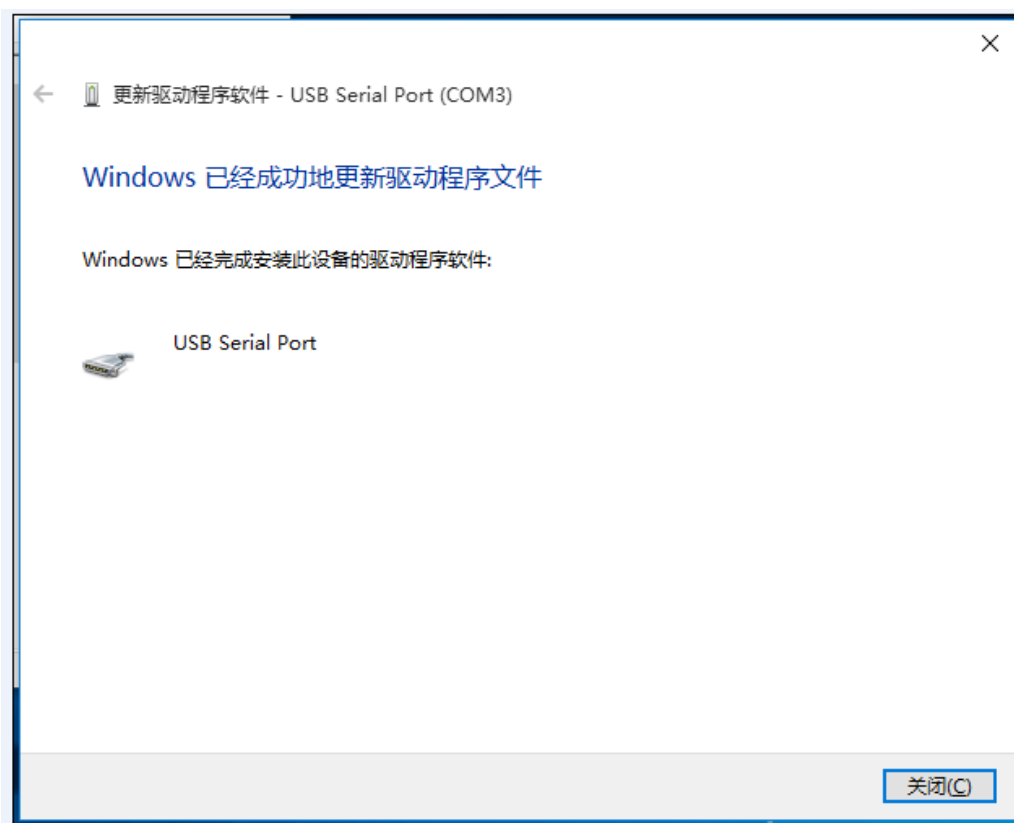 更新驱动程序软件 - USB Serial Port (COM3)
Windows 已经成功地更新驱动程序文件
Windows 已经完成安装此设备的驱动程序软件:
USB Serial Port
关闭(C)